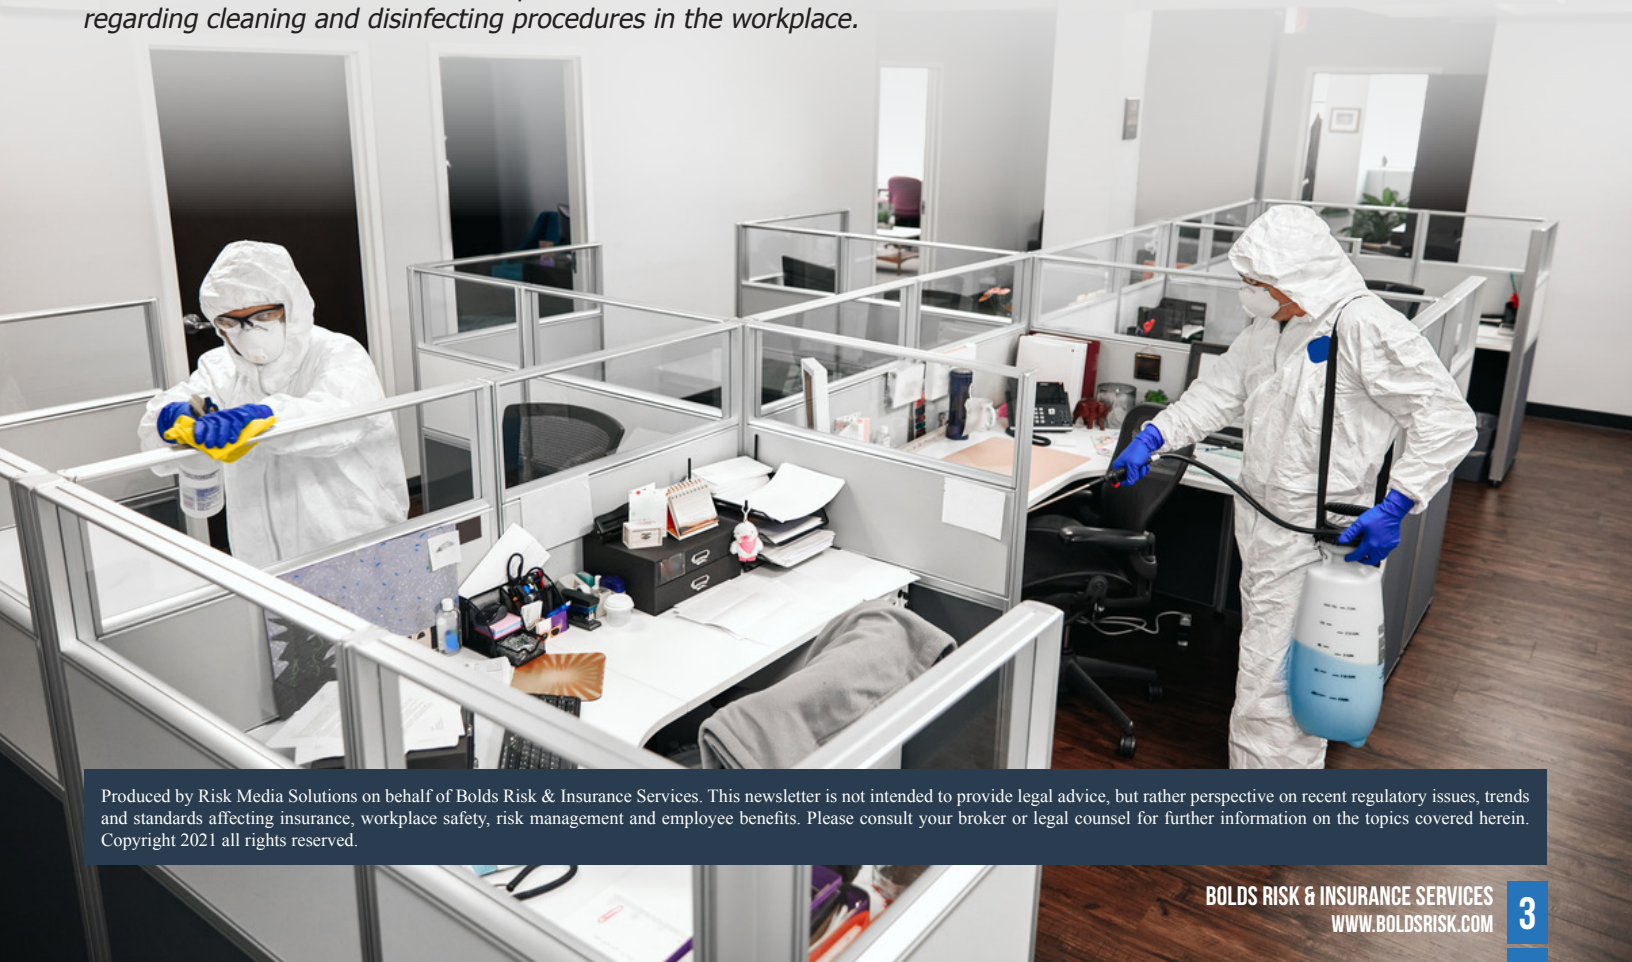 regarding cleaning and disinfecting procedures in the workplace.
Produced by Risk Media Solutions on behalf of Bolds Risk & Insurance Services. This newsletter is not intended to provide legal advice, but rather perspective on recent regulatory issues, trends
and standards affecting insurance, workplace safety, risk management and employee benefits. Please consult your broker or legal counsel for further information on the topics covered herein.
Copyright 2021 all rights reserved.
BOLDS RISK & INSURANCE SERVICES
WWW.BOLDSRISK.COM
3